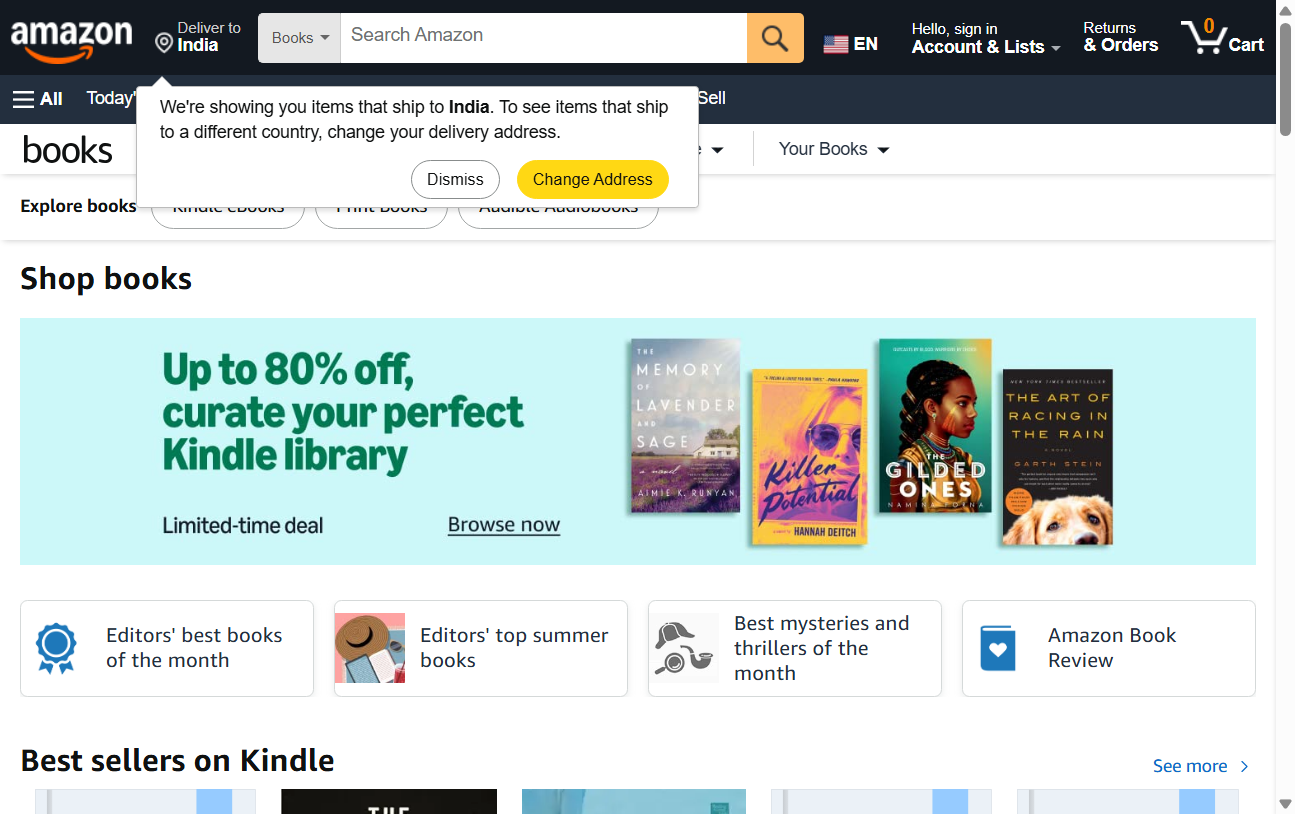 amazon
Deliver to
India
Books
Search Amazon
EN
Hello, sign in
Account & Lists
Returns
& Orders
0
Cart
All
Today'
Sell
We're showing you items that ship to India. To see items that ship
to a different country, change your delivery address.
Dismiss
Change Address
books
Your Books
Explore books
Kindle eBooks
Print Books
Audible Audiobooks
Shop books
Up to 80% off,
curate your perfect
Kindle library
Limited-time deal
Browse now
THE
MEMORY
OF
LAVENDER
AND
SAGE
a novel
AIMIE K. RUNYAN
Killer
Potential
HANNAH DEITCH
THE
GILDED
ONES
NAMINA FORNA
NEW YORK TIMES BESTSELLER
THE ART OF
RACING IN
THE RAIN
A NOVEL
GARTH STEIN
Editors' best books
of the month
Editors' top summer
books
Best mysteries and
thrillers of the
month
Amazon Book
Review
Best sellers on Kindle
See more
THE